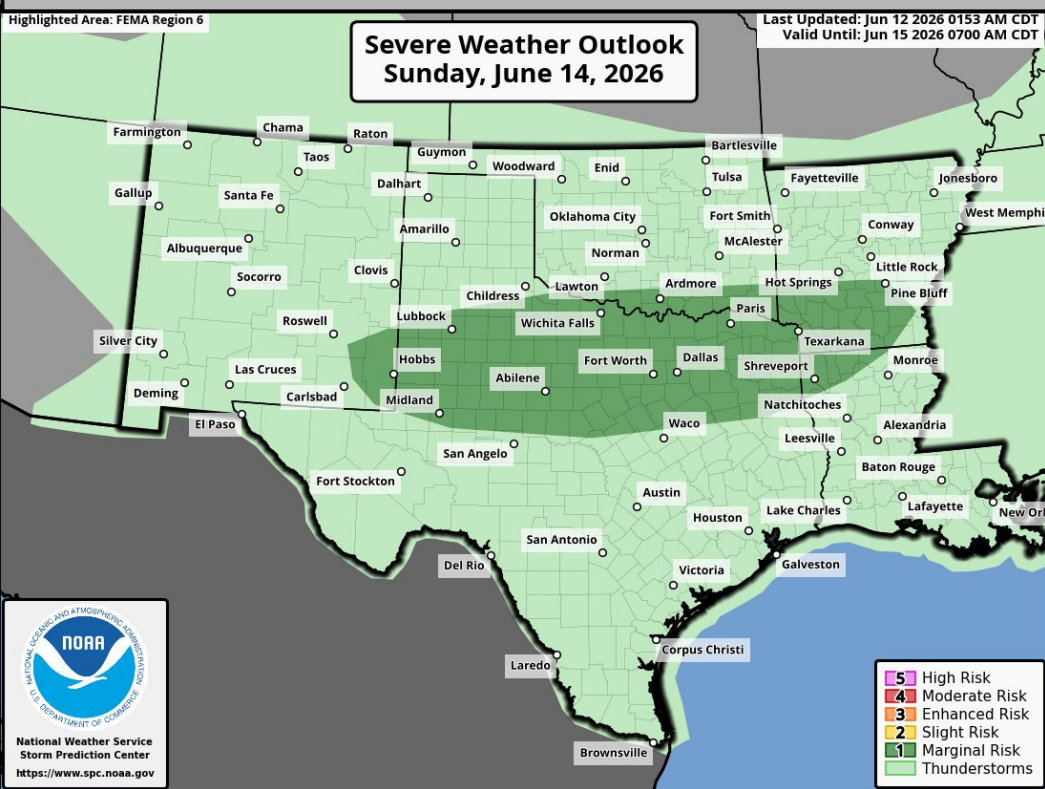 Highlighted Area: FEMA Region 6
Severe Weather Outlook
Sunday, June 14, 2026
Last Updated: Jun 12 2026 0153 AM CDT
Valid Until: Jun 15 2026 0700 AM CDT
Farmington
Chama
Raton
Taos
Guymon
Woodward
Enid
Bartlesville
Tulsa
Fayetteville
Jonesboro
Gallup
Santa Fe
Dalhart
Oklahoma City
Fort Smith
West Memphi
Albuquerque
Amarillo
Norman
McAlester
Conway
Socorro
Clovis
Childress
Lawton
Ardmore
Hot Springs
Little Rock
Pine Bluff
Roswell
Lubbock
Wichita Falls
Paris
Texarkana
Silver City
Las Cruces
Hobbs
Fort Worth
Dallas
Shreveport
Monroe
Deming
Carlsbad
Midland
Abilene
Natchitoches
El Paso
Waco
Alexandria
San Angelo
Leesville
Fort Stockton
Baton Rouge
Austin
Houston
Lake Charles
Lafayette
New Orl
San Antonio
Del Rio
Galveston
Victoria
Laredo
Corpus Christi
Brownsville
NATIONAL OCEANIC AND ATMOSPHERIC ADMINISTRATION
NOAA
U.S. DEPARTMENT OF COMMERCE
National Weather Service
Storm Prediction Center
https://www.spc.noaa.gov
5 High Risk
4 Moderate Risk
3 Enhanced Risk
2 Slight Risk
1 Marginal Risk
Thunderstorms